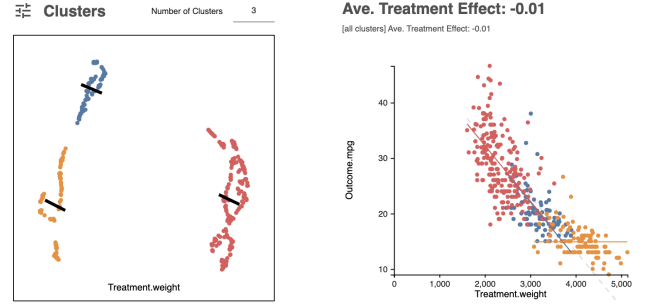 Clusters
Number of Clusters 3
Treatment.weight
Ave. Treatment Effect: -0.01
[all clusters] Ave. Treatment Effect: -0.01
Outcome.mpg
40
30
20
10
0 1,000 2,000 3,000 4,000 5,000
Treatment.weight